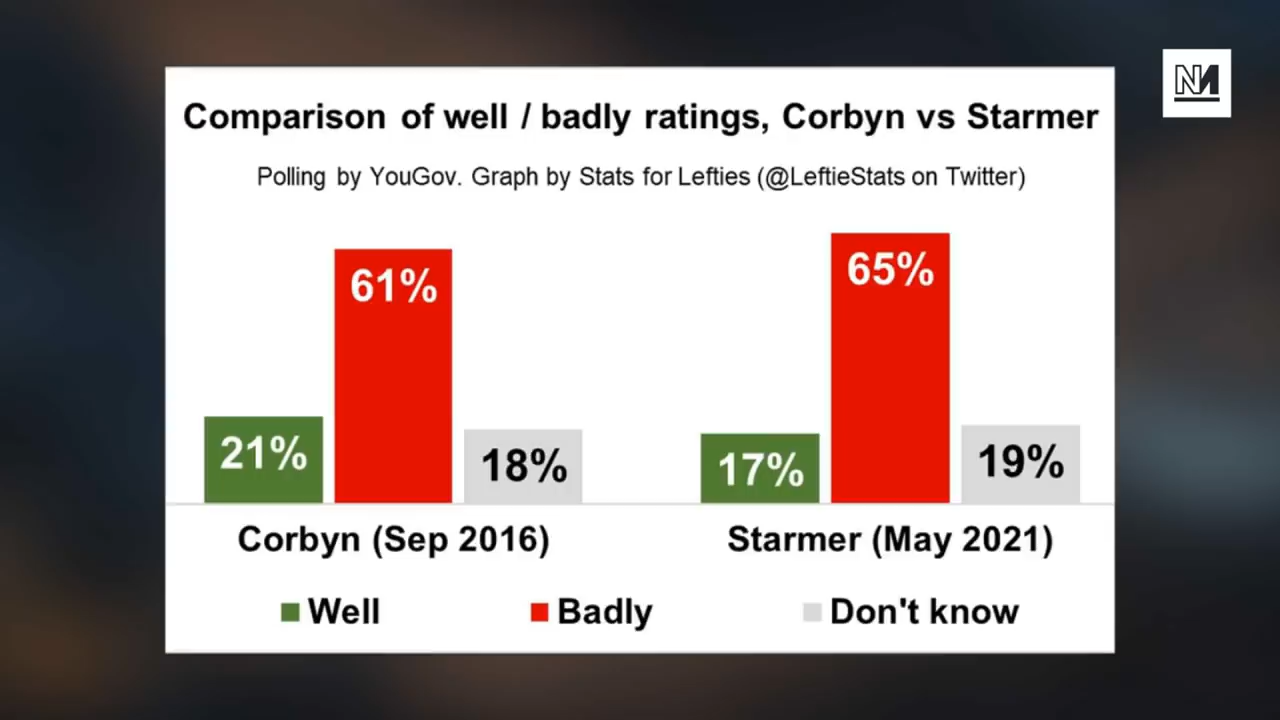 NM
Comparison of well / badly ratings, Corbyn vs Starmer
Polling by YouGov. Graph by Stats for Lefties (@LeftieStats on Twitter)
61%
65%
21%
18%
17%
19%
Corbyn (Sep 2016)
Starmer (May 2021)
Well
Badly
Don't know